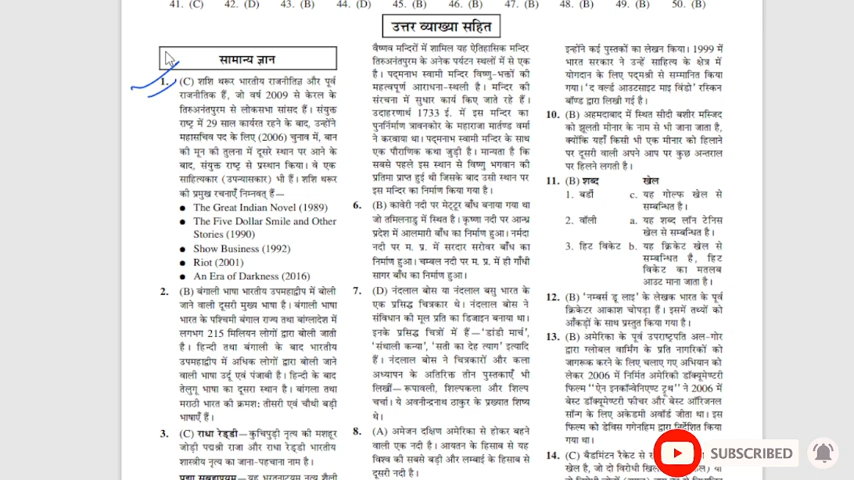 41. (C) 42. (D) 43. (B) 44. (D) 45. (B) 46. (B) 47. (B) 48. (B) 49. (B) 50. (B)
उत्तर व्याख्या सहित
सामान्य ज्ञान
1. (C) शशि थरूर भारतीय राजनीतिज्ञ और पूर्व
राजनीतिक हैं, जो वर्ष 2009 से केरल के
तिरुअनंतपुरम से लोकसभा सांसद हैं। संयुक्त
राष्ट्र में 29 साल कार्यरत रहने के बाद, उन्होंने
महासचिव पद के लिए (2006) चुनाव में, बान
की मून की तुलना में दूसरे स्थान पर आने के
बाद, संयुक्त राष्ट्र से प्रस्थान किया। वे एक
साहित्यकार (उपन्यासकार) भी हैं। शशि थरूर
की प्रमुख रचनाएँ निम्नवत् हैं—
● The Great Indian Novel (1989)
● The Five Dollar Smile and Other
Stories (1990)
● Show Business (1992)
● Riot (2001)
● An Era of Darkness (2016)
2. (B) बंगाली भाषा भारतीय उपमहाद्वीप में बोली
जाने वाली दूसरी मुख्य भाषा है। बंगाली भाषा
भारत के पश्चिमी बंगाल राज्य तथा बांग्लादेश में
लगभग 215 मिलियन लोगों द्वारा बोली जाती
है। हिन्दी तथा बंगाली के बाद भारतीय
उपमहाद्वीप में अधिक लोगों द्वारा बोली जाने
वाली भाषा उर्दू एवं पंजाबी है। हिन्दी के बाद
तेलुगू भाषा का दूसरा स्थान है। बांगला तथा
मराठी भारत की क्रमशः तीसरी एवं चौथी बड़ी
भाषाएँ हैं।
3. (C) राधा रेड्डी—कुचिपुड़ी नृत्य की मशहूर
जोड़ी पद्मश्री राजा और राधा रेड्डी भारतीय
शास्त्रीय नृत्य का जाना-पहचाना नाम है।
वैष्णव मन्दिरों में शामिल यह ऐतिहासिक मन्दिर
तिरुअनंतपुरम के अनेक पर्यटन स्थलों में से एक
है। पद्मनाभ स्वामी मन्दिर विष्णु-भक्तों की
महत्वपूर्ण आराधना-स्थली है। मन्दिर की
संरचना में सुधार कार्य किए जाते रहे हैं।
उदाहरणार्थ 1733 ई. में इस मन्दिर का
पुनर्निर्माण त्रावनकोर के महाराजा मार्तण्ड वर्मा
ने करवाया था। पद्मनाभ स्वामी मन्दिर के साथ
एक पौराणिक कथा जुड़ी है। मान्यता है कि
सबसे पहले इस स्थान से विष्णु भगवान की
प्रतिमा प्राप्त हुई थी जिसके बाद उसी स्थान पर
इस मन्दिर का निर्माण किया गया है।
6. (B) कावेरी नदी पर मेट्टूर बाँध बनाया गया था
जो तमिलनाडु में स्थित है। कृष्णा नदी पर आन्ध्र
प्रदेश में आलमारी बाँध का निर्माण हुआ। नर्मदा
नदी पर म. प्र. में सरदार सरोवर बाँध का
निर्माण हुआ। चम्बल नदी पर म. प्र. में ही गाँधी
सागर बाँध का निर्माण हुआ।
7. (D) नंदलाल बोस या नंदलाल बसु भारत के
एक प्रसिद्ध चित्रकार थे। नंदलाल बोस ने
संविधान की मूल प्रति का डिजाइन बनाया था।
इनके प्रसिद्ध चित्रों में हैं—'डांडी मार्च',
'संथाली कन्या', 'सती का देह त्याग' इत्यादि
हैं। नंदलाल बोस ने चित्रकारों और कला
अध्यापन के अतिरिक्त तीन पुस्तकाएँ भी
लिखीं—रूपावली, शिल्पकला और शिल्प
चर्चा। ये अवनीन्द्रनाथ ठाकुर के प्रख्यात शिष्य
थे।
8. (A) अमेजन दक्षिण अमेरिका से होकर बहने
वाली एक नदी है। आयतन के हिसाब से यह
विश्व की सबसे बड़ी और लम्बाई के हिसाब से
दूसरी नदी है।
इन्होंने कई पुस्तकों का लेखन किया। 1999 में
भारत सरकार ने उन्हें साहित्य के क्षेत्र में
योगदान के लिए पद्मश्री से सम्मानित किया
गया। 'द वर्ल्ड आउटसाइट माइ विंडो' रस्किन
बॉण्ड द्वारा लिखी गई है।
10. (B) अहमदाबाद में स्थित सीदी बशीर मस्जिद
को झूलती मीनार के नाम से भी जाना जाता है,
क्योंकि यहाँ किसी भी एक मीनार को हिलाने
पर दूसरी वाली अपने आप पर कुछ अन्तराल
पर हिलने लगती है।
11. (B) शब्द खेल
1. बर्डी c. यह गोल्फ खेल से
सम्बन्धित है।
2. वॉली a. यह शब्द लॉन टेनिस
खेल से सम्बन्धित है।
3. हिट विकेट b. यह क्रिकेट खेल से
सम्बन्धित है, हिट
विकेट का मतलब
आउट माना जाता है।
12. (B) 'नम्बर्स डू लाइ' के लेखक भारत के पूर्व
क्रिकेटर आकाश चोपड़ा हैं। इसमें तथ्यों को
आँकड़ों के साथ प्रस्तुत किया गया है।
13. (B) अमेरिका के पूर्व उपराष्ट्रपति अल-गोर
द्वारा ग्लोबल वार्मिंग के प्रति नागरिकों को
जागरूक करने के लिए चलाए गए अभियान को
लेकर 2006 में निर्मित अमेरिकी डॉक्यूमेण्टरी
फिल्म 'ऐन इनकॉन्वेनिएण्ट ट्रुथ' ने 2006 में
बेस्ट डॉक्यूमेण्टरी फीचर और बेस्ट ऑरिजनल
सॉन्ग के लिए अकेडमी अवॉर्ड जीता था। इस
फिल्म को डेविस गगेनहिम द्वारा निर्देशित किया
गया था।
14. (C) बैडमिंटन रैकेट से
खेल है, जो दो विरोधी
SUBSCRIBED